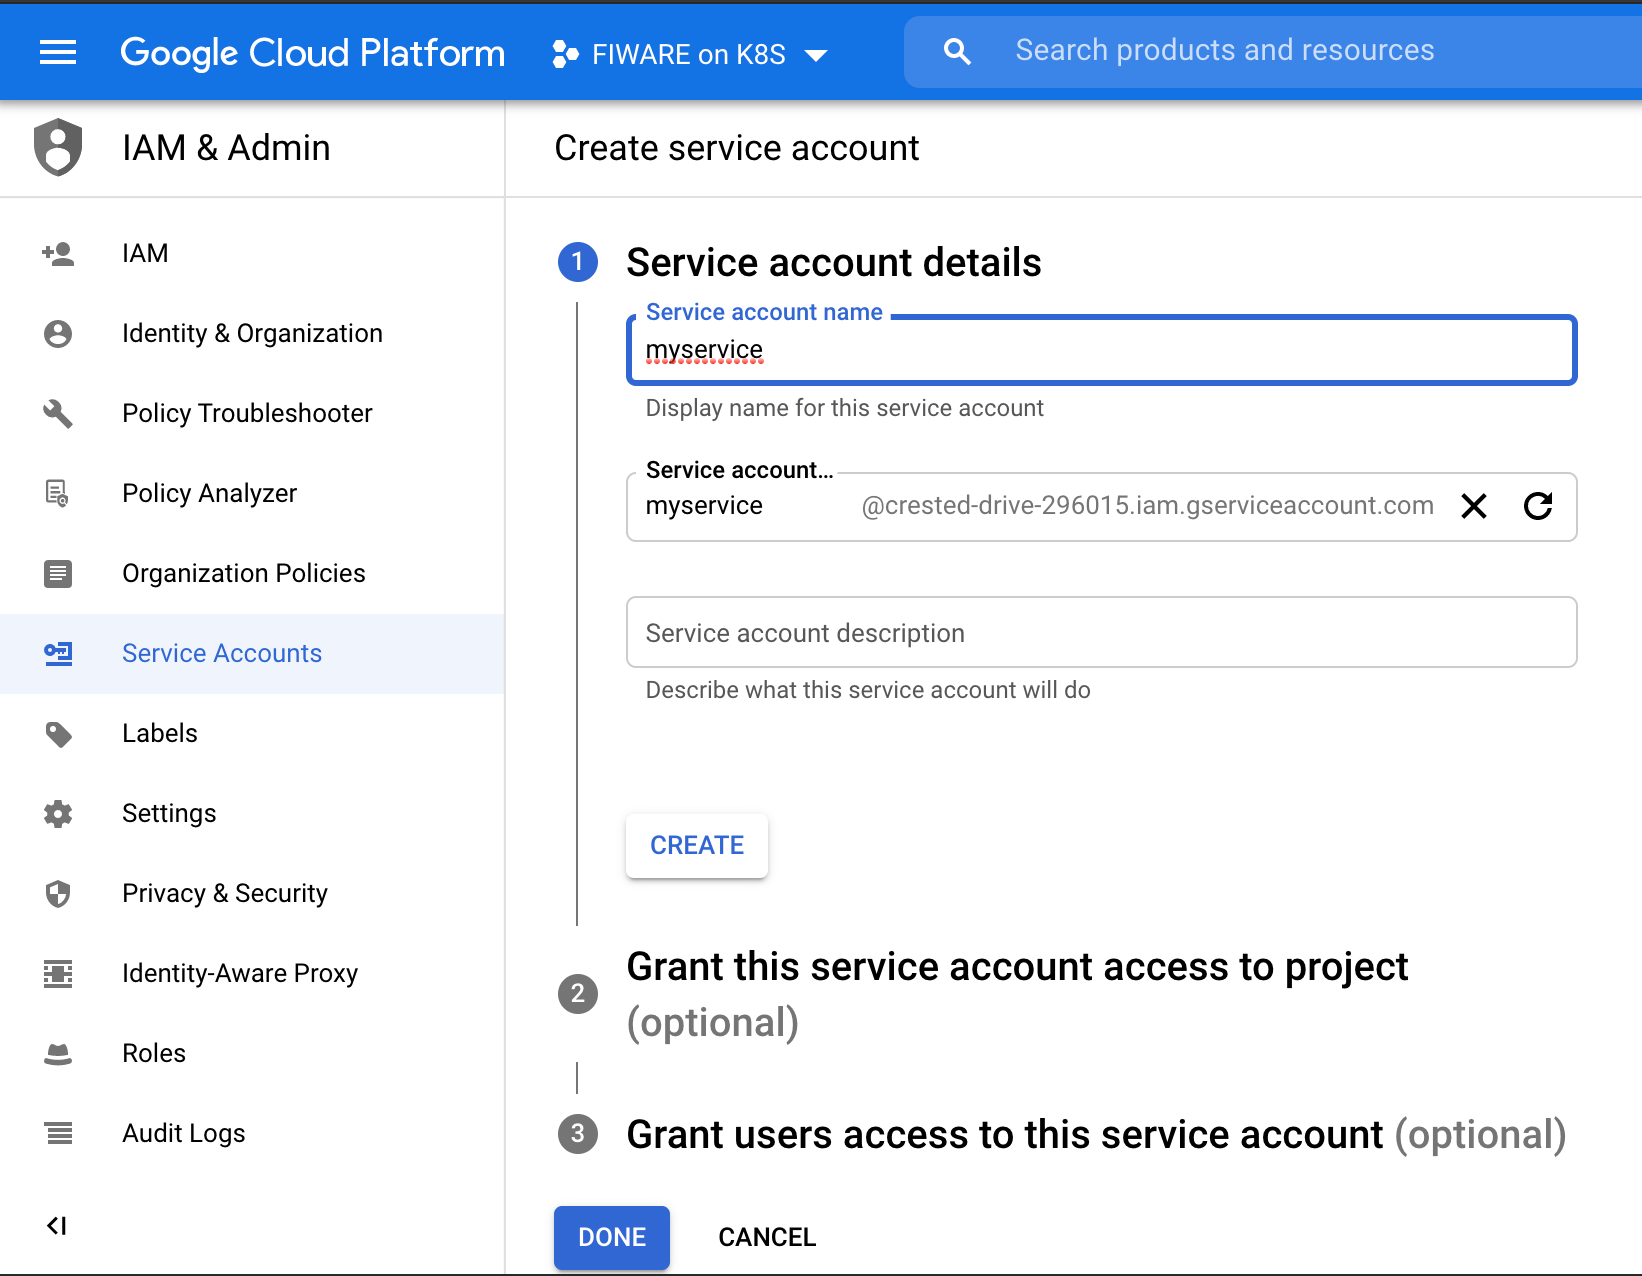 Google Cloud Platform
FIWARE on K8S
Search products and resources
IAM & Admin
Create service account
IAM
Identity & Organization
Policy Troubleshooter
Policy Analyzer
Organization Policies
Service Accounts
Labels
Settings
Privacy & Security
Identity-Aware Proxy
Roles
Audit Logs
1
Service account details
Service account name
myservice
Display name for this service account
Service account...
myservice @crested-drive-296015.iam.gserviceaccount.com
Service account description
Describe what this service account will do
CREATE
2
Grant this service account access to project
(optional)
3
Grant users access to this service account (optional)
DONE
CANCEL